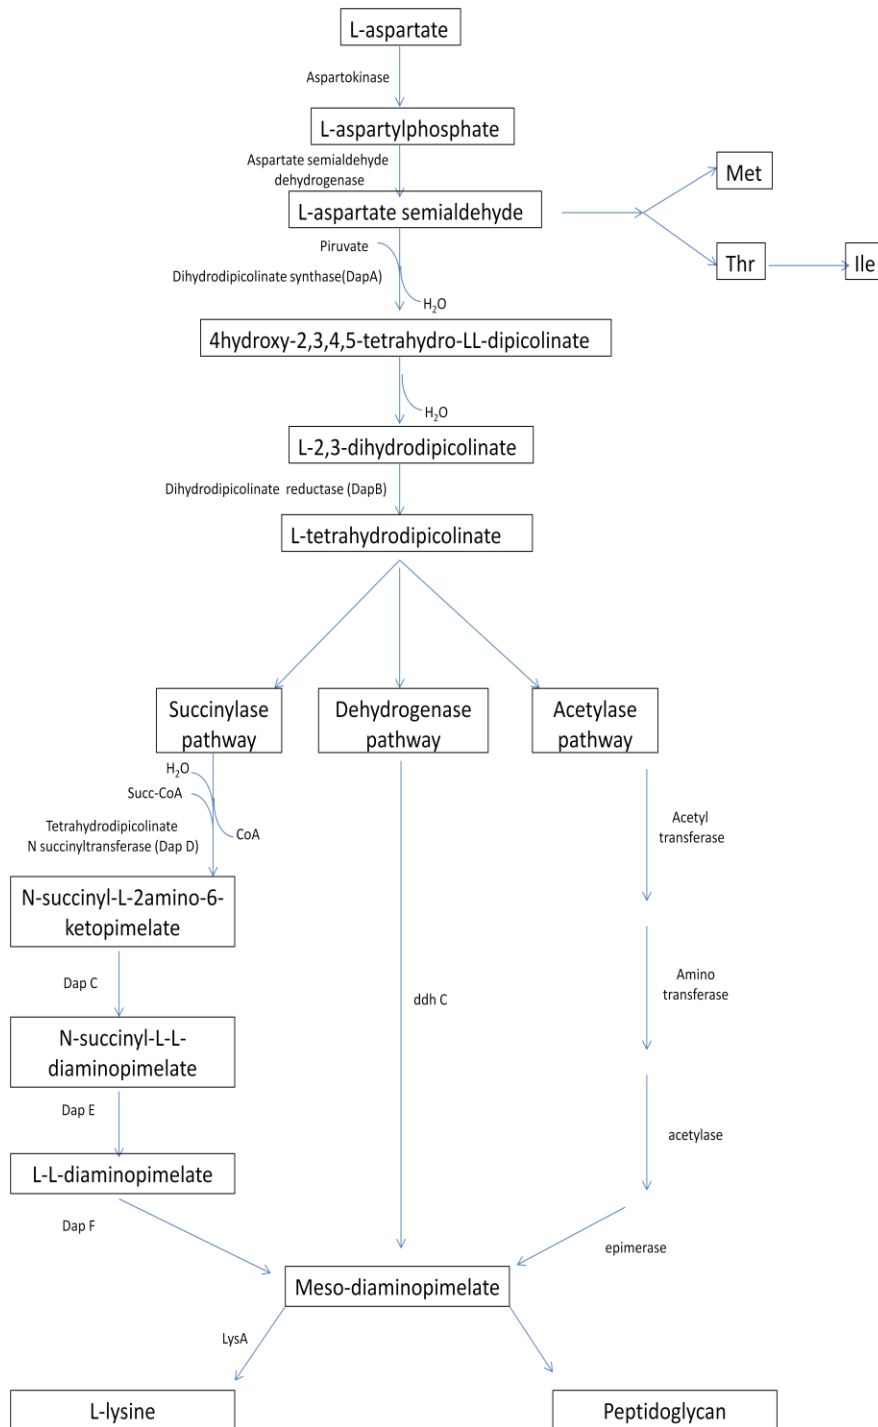 L-aspartate
Aspartokinase
L-aspartylphosphate
Aspartate semialdehyde
dehydrogenase
Met
L-aspartate semialdehyde
Piruvate
Thr
Ile
Dihydrodipicolinate synthase(DapA)
H₂O
4hydroxy-2,3,4,5-tetrahydro-LL-dipicolinate
H₂O
L-2,3-dihydrodipicolinate
Dihydrodipicolinate reductase (DapB)
L-tetrahydrodipicolinate
Succinylase
pathway
Dehydrogenase
pathway
Acetylase
pathway
H₂O
Succ-CoA
Tetrahydrodipicolinate
N succinyltransferase (Dap D)
CoA
Acetyl
transferase
N-succinyl-L-2amino-6-
ketopimelate
Dap C
ddh C
Amino
transferase
N-succinyl-L-L-
diaminopimelate
Dap E
acetylase
L-L-diaminopimelate
Dap F
epimerase
Meso-diaminopimelate
LysA
L-lysine
Peptidoglycan